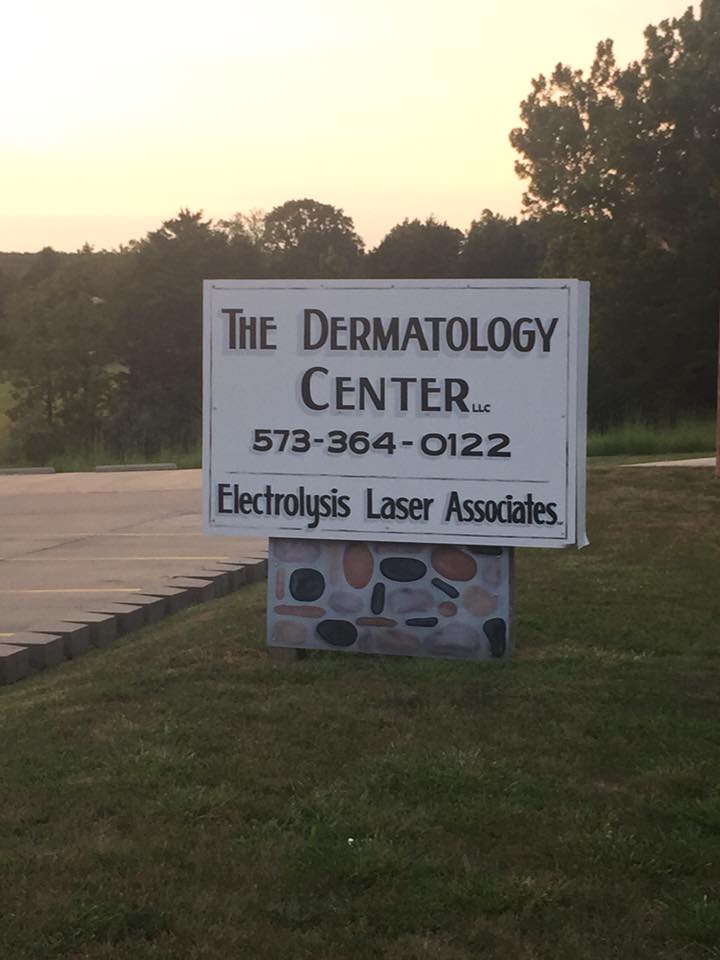 THE DERMATOLOGY
CENTER LLC
573-364-0122
Electrolysis Laser Associates